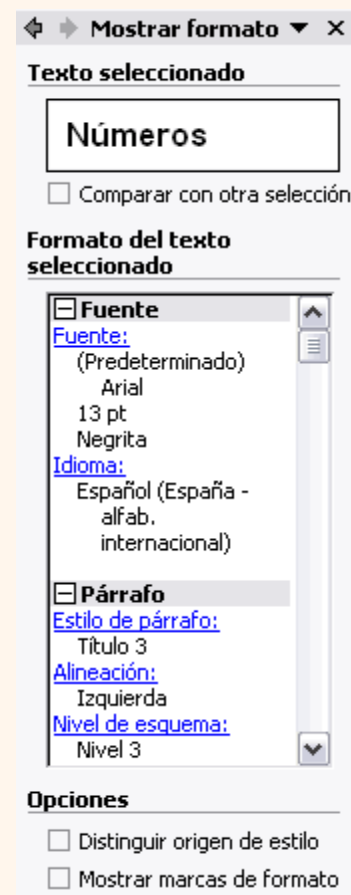 Mostrar formato
Texto seleccionado
Números
Comparar con otra selección
Formato del texto
seleccionado
Fuente
Fuente:
(Predeterminado)
Arial
13 pt
Negrita
Idioma:
Español (España -
alfab.
internacional)
Párrafo
Estilo de párrafo:
Título 3
Alineación:
Izquierda
Nivel de esquema:
Nivel 3
Opciones
Distinguir origen de estilo
Mostrar marcas de formato